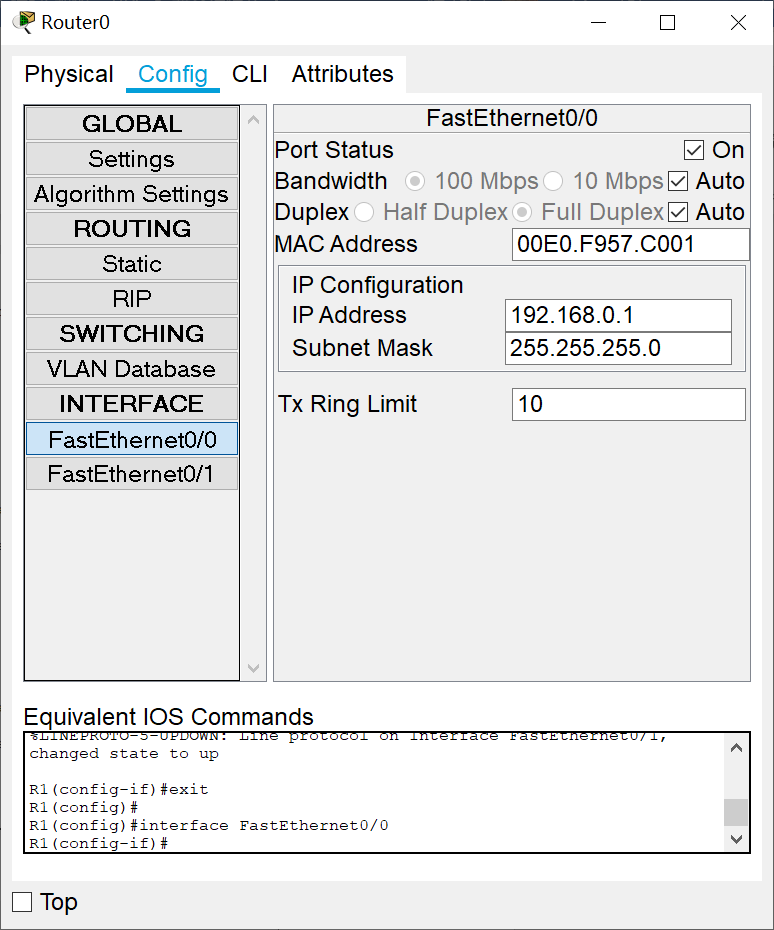 Router0
Physical Config CLI Attributes
GLOBAL
Settings
Algorithm Settings
ROUTING
Static
RIP
SWITCHING
VLAN Database
INTERFACE
FastEthernet0/0
FastEthernet0/1
FastEthernet0/0
Port Status On
Bandwidth 100 Mbps 10 Mbps Auto
Duplex Half Duplex Full Duplex Auto
MAC Address 00E0.F957.C001
IP Configuration
IP Address 192.168.0.1
Subnet Mask 255.255.255.0
Tx Ring Limit 10
Equivalent IOS Commands
%LINEPROTO-5-UPDOWN: Line protocol on Interface FastEthernet0/1,
changed state to up
R1(config-if)#exit
R1(config)#
R1(config)#interface FastEthernet0/0
R1(config-if)#
Top